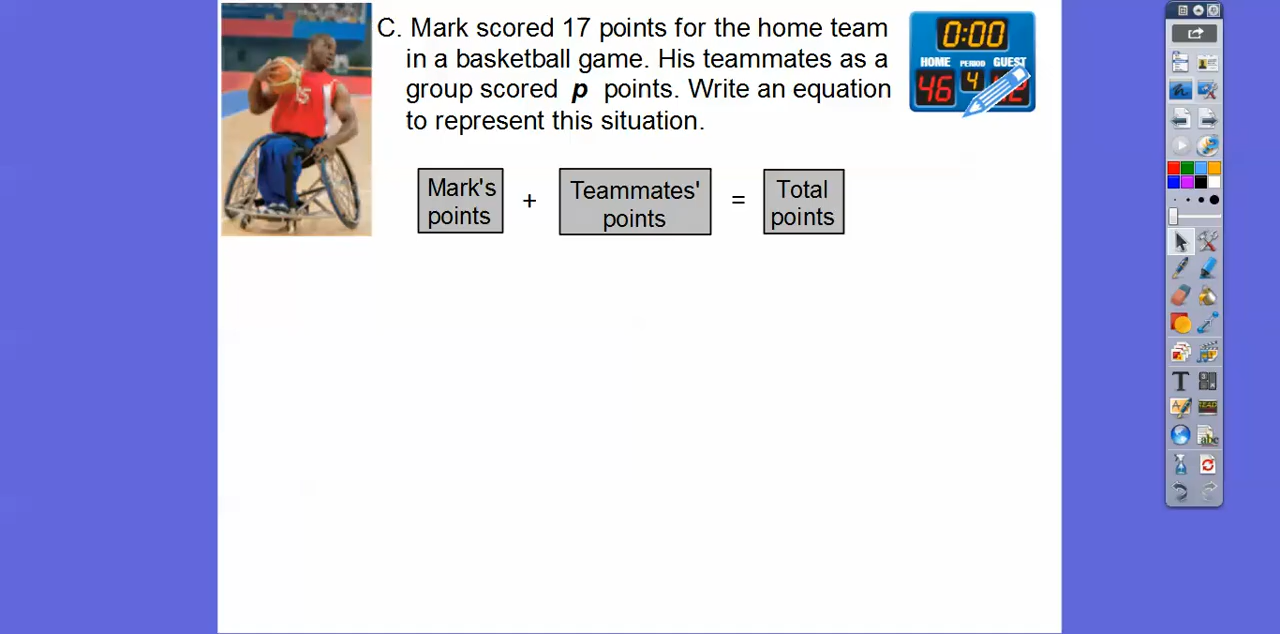 C. Mark scored 17 points for the home team
in a basketball game. His teammates as a
group scored p points. Write an equation
to represent this situation.
0:00
HOME PERIOD GUEST
46 4
Mark's
points
+
Teammates'
points
=
Total
points